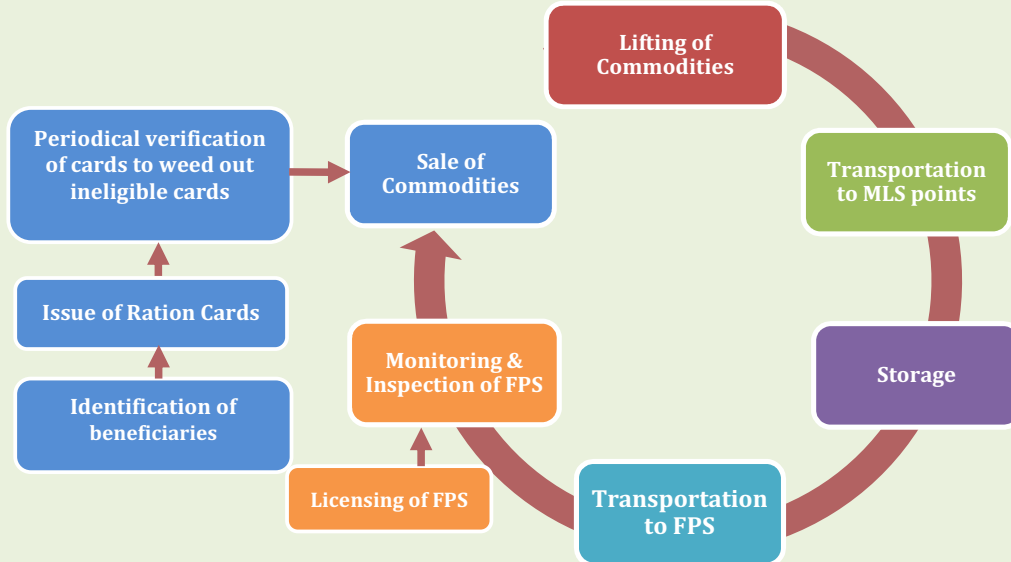 Lifting of
Commodities
Periodical verification
of cards to weed out
ineligible cards
Sale of
Commodities
Transportation
to MLS points
Issue of Ration Cards
Monitoring &
Inspection of FPS
Storage
Identification of
beneficiaries
Licensing of FPS
Transportation
to FPS